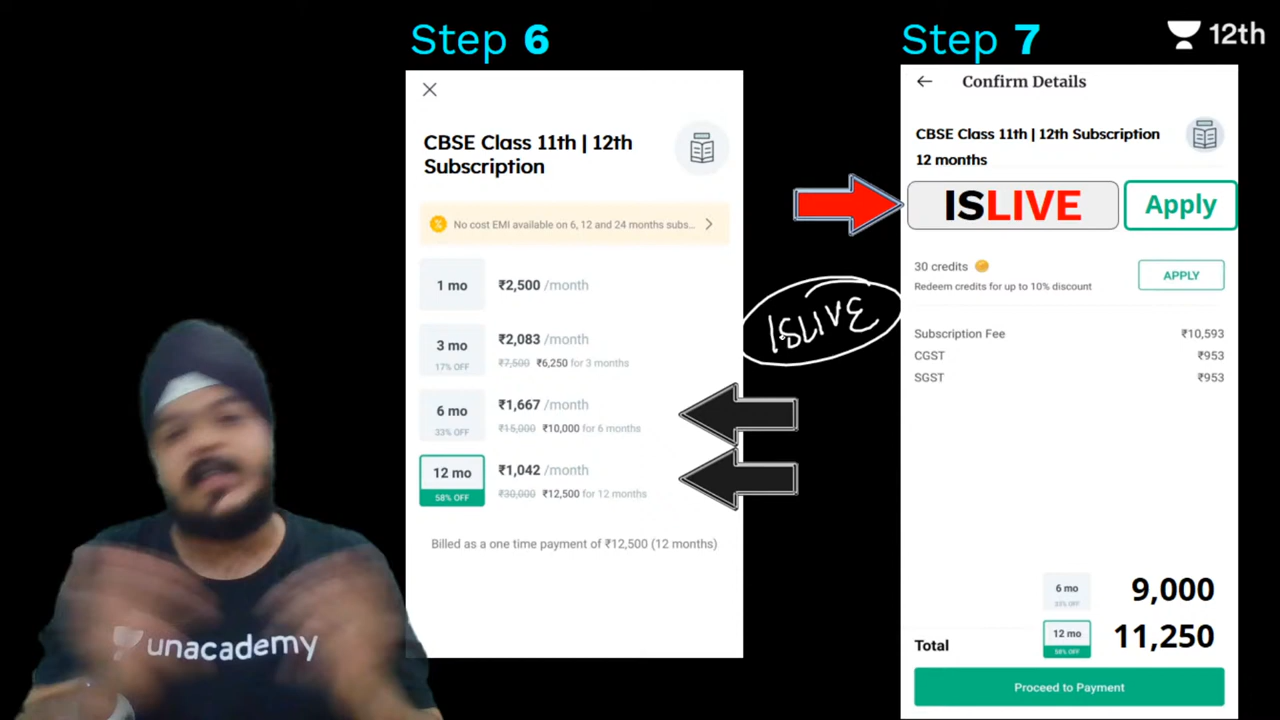 Step 6
CBSE Class 11th | 12th
Subscription
No cost EMI available on 6, 12 and 24 months subs...
1 mo ₹2,500 /month
3 mo ₹2,083 /month
17% OFF ₹7,500 ₹6,250 for 3 months
6 mo ₹1,667 /month
33% OFF ₹15,000 ₹10,000 for 6 months
12 mo ₹1,042 /month
58% OFF ₹30,000 ₹12,500 for 12 months
Billed as a one time payment of ₹12,500 (12 months)
ISLIVE
unacademy
Step 7
12th
Confirm Details
CBSE Class 11th | 12th Subscription
12 months
ISLIVE Apply
30 credits
Redeem credits for up to 10% discount
APPLY
Subscription Fee ₹10,593
CGST ₹953
SGST ₹953
6 mo 9,000
33% OFF
12 mo 11,250
58% OFF
Total
Proceed to Payment